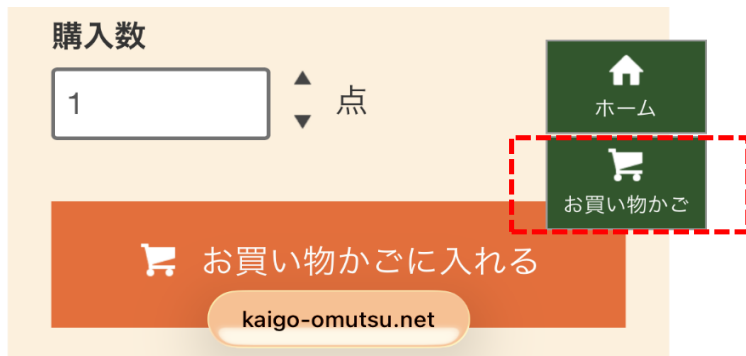 購入数
1
点
ホーム
お買い物かご
お買い物かごに入れる
kaigo-omutsu.net